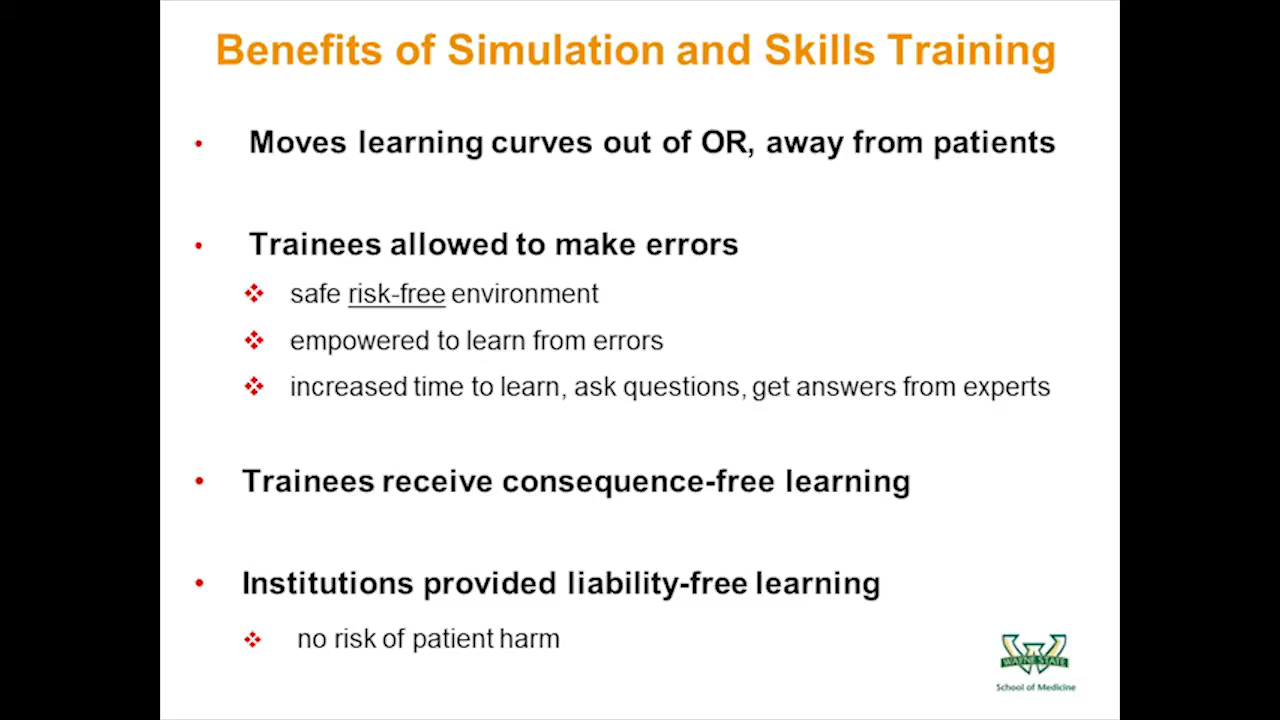 Benefits of Simulation and Skills Training
• Moves learning curves out of OR, away from patients
• Trainees allowed to make errors
❖ safe risk-free environment
❖ empowered to learn from errors
❖ increased time to learn, ask questions, get answers from experts
• Trainees receive consequence-free learning
• Institutions provided liability-free learning
❖ no risk of patient harm
WAYNE STATE
School of Medicine